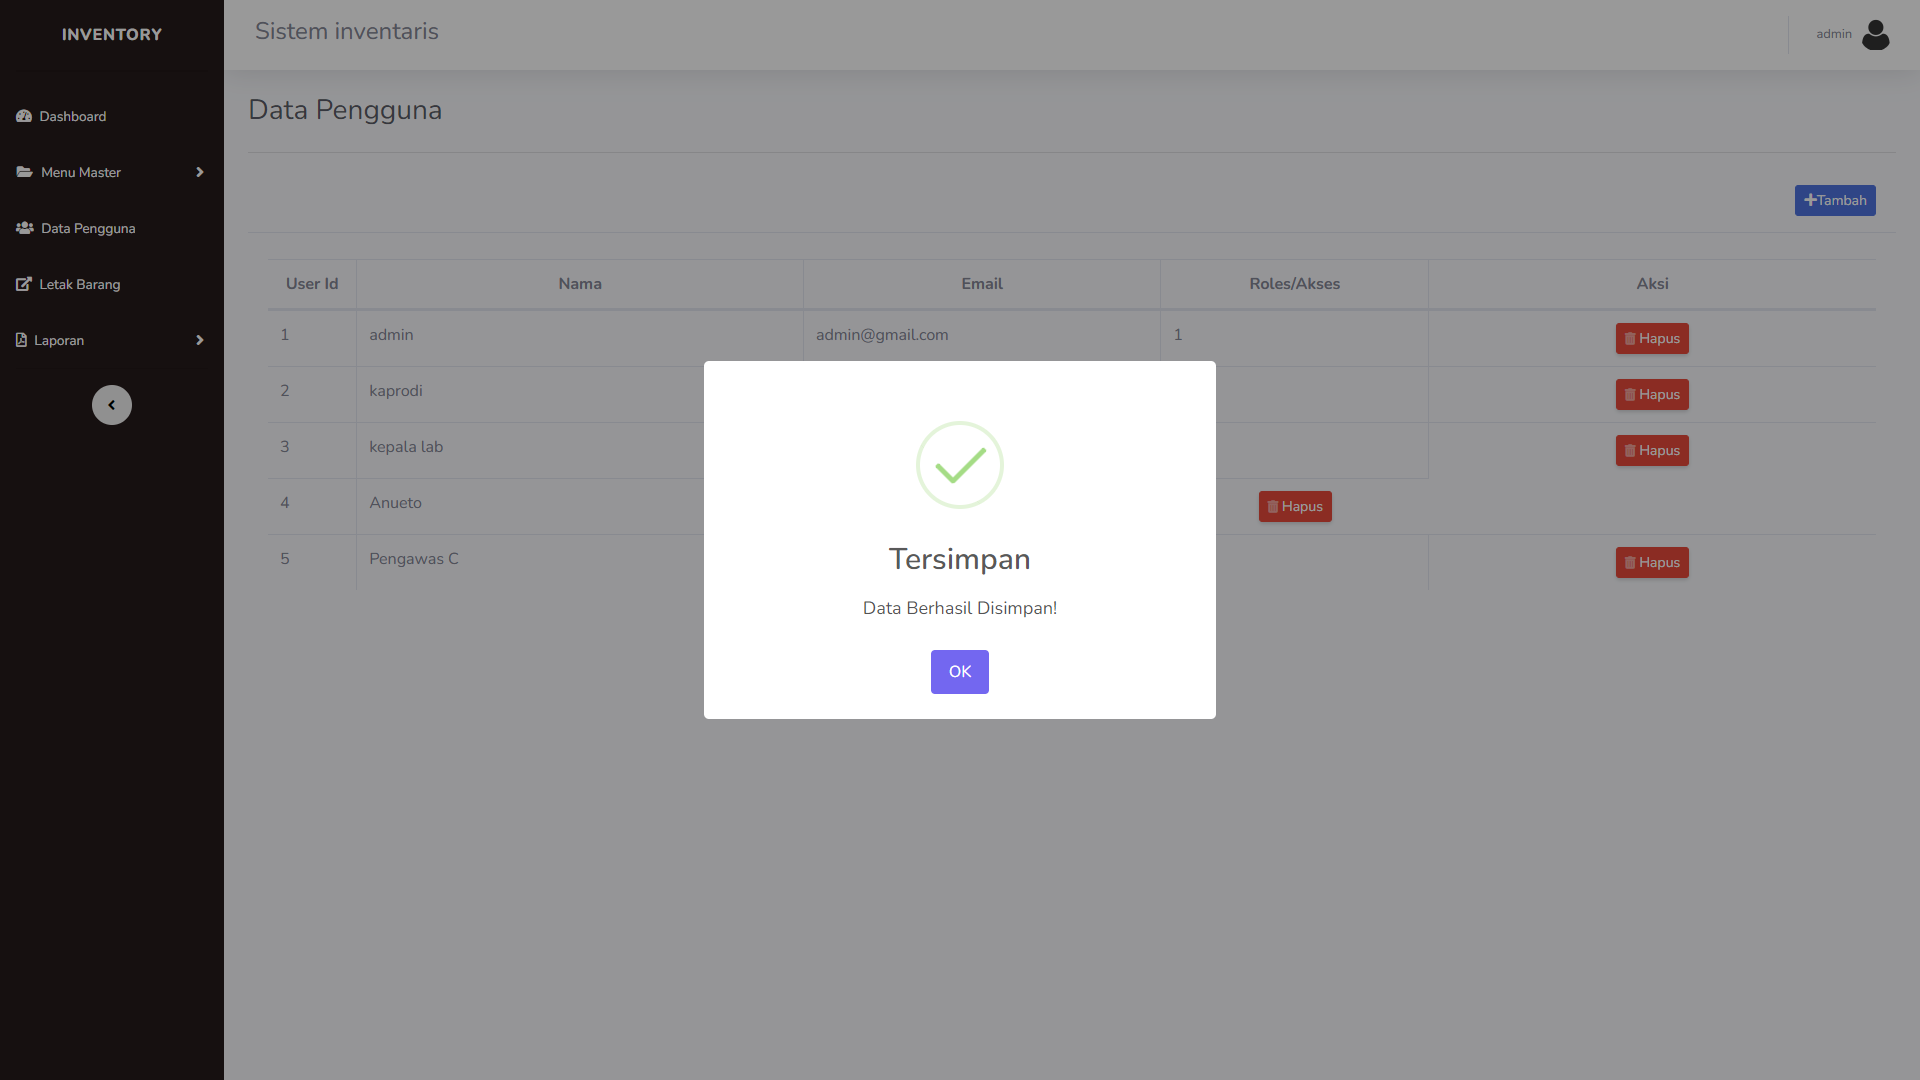 INVENTORY
Sistem inventaris
admin
Dashboard
Menu Master
Data Pengguna
Letak Barang
Laporan
Data Pengguna
Tambah
User Id Nama Email Roles/Akses Aksi
1 admin admin@gmail.com 1 Hapus
2 kaprodi Hapus
3 kepala lab Hapus
4 Anueto Hapus
5 Pengawas C Hapus
Tersimpan
Data Berhasil Disimpan!
OK